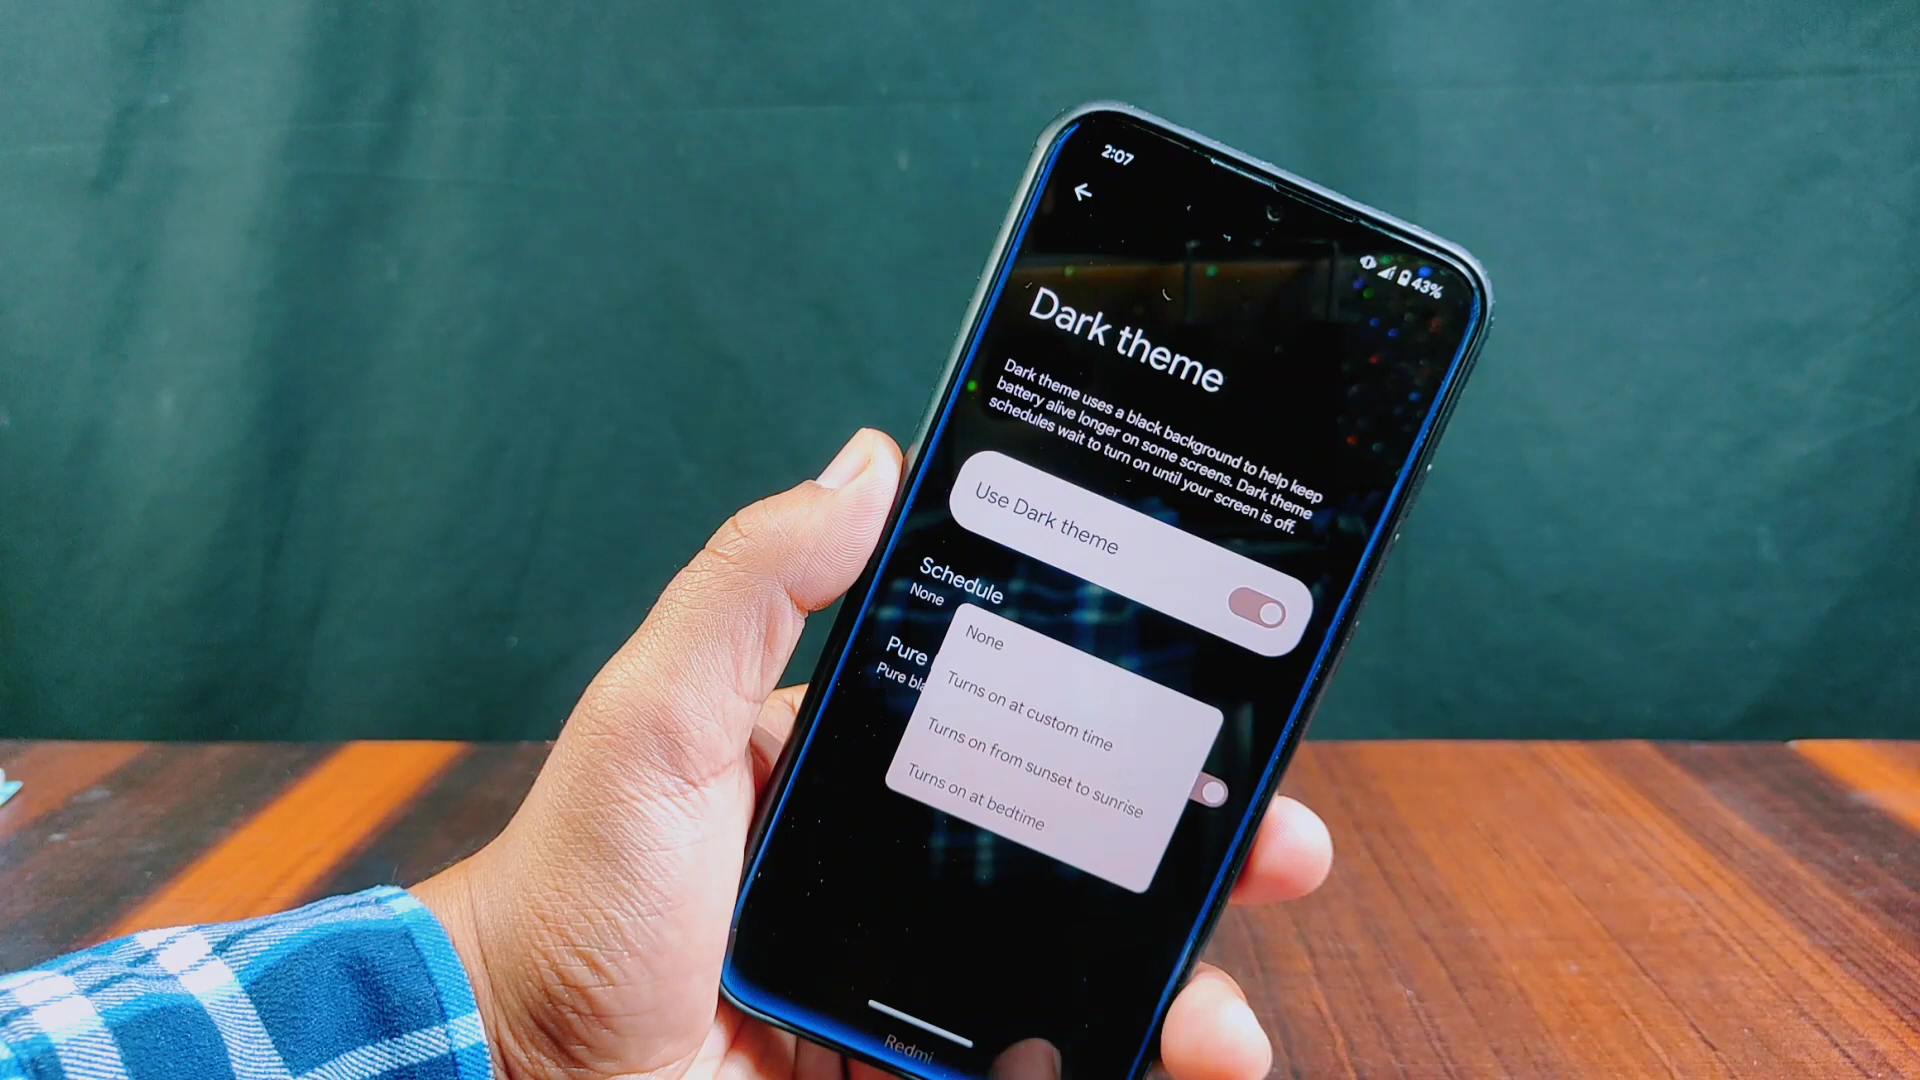 2:07
43%
Dark theme
Dark theme uses a black background to help keep
battery alive longer on some screens. Dark theme
schedules wait to turn on until your screen is off.
Use Dark theme
Schedule
None
None
Turns on at custom time
Turns on from sunset to sunrise
Turns on at bedtime
Pure
Pure
Redmi